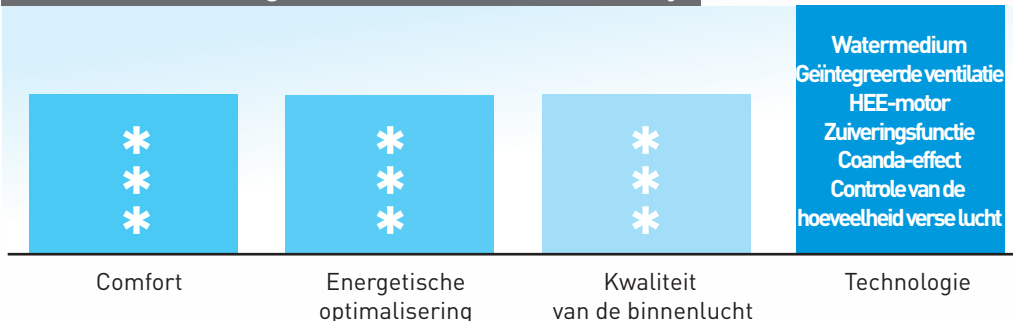 *
*
*
*
*
*
*
*
*
Watermedium
Geïntegreerde ventilatie
HEE-motor
Zuiveringsfunctie
Coanda-effect
Controle van de
hoeveelheid verse lucht
Comfort
Energetische
optimalisering
Kwaliteit
van de binnenlucht
Technologie